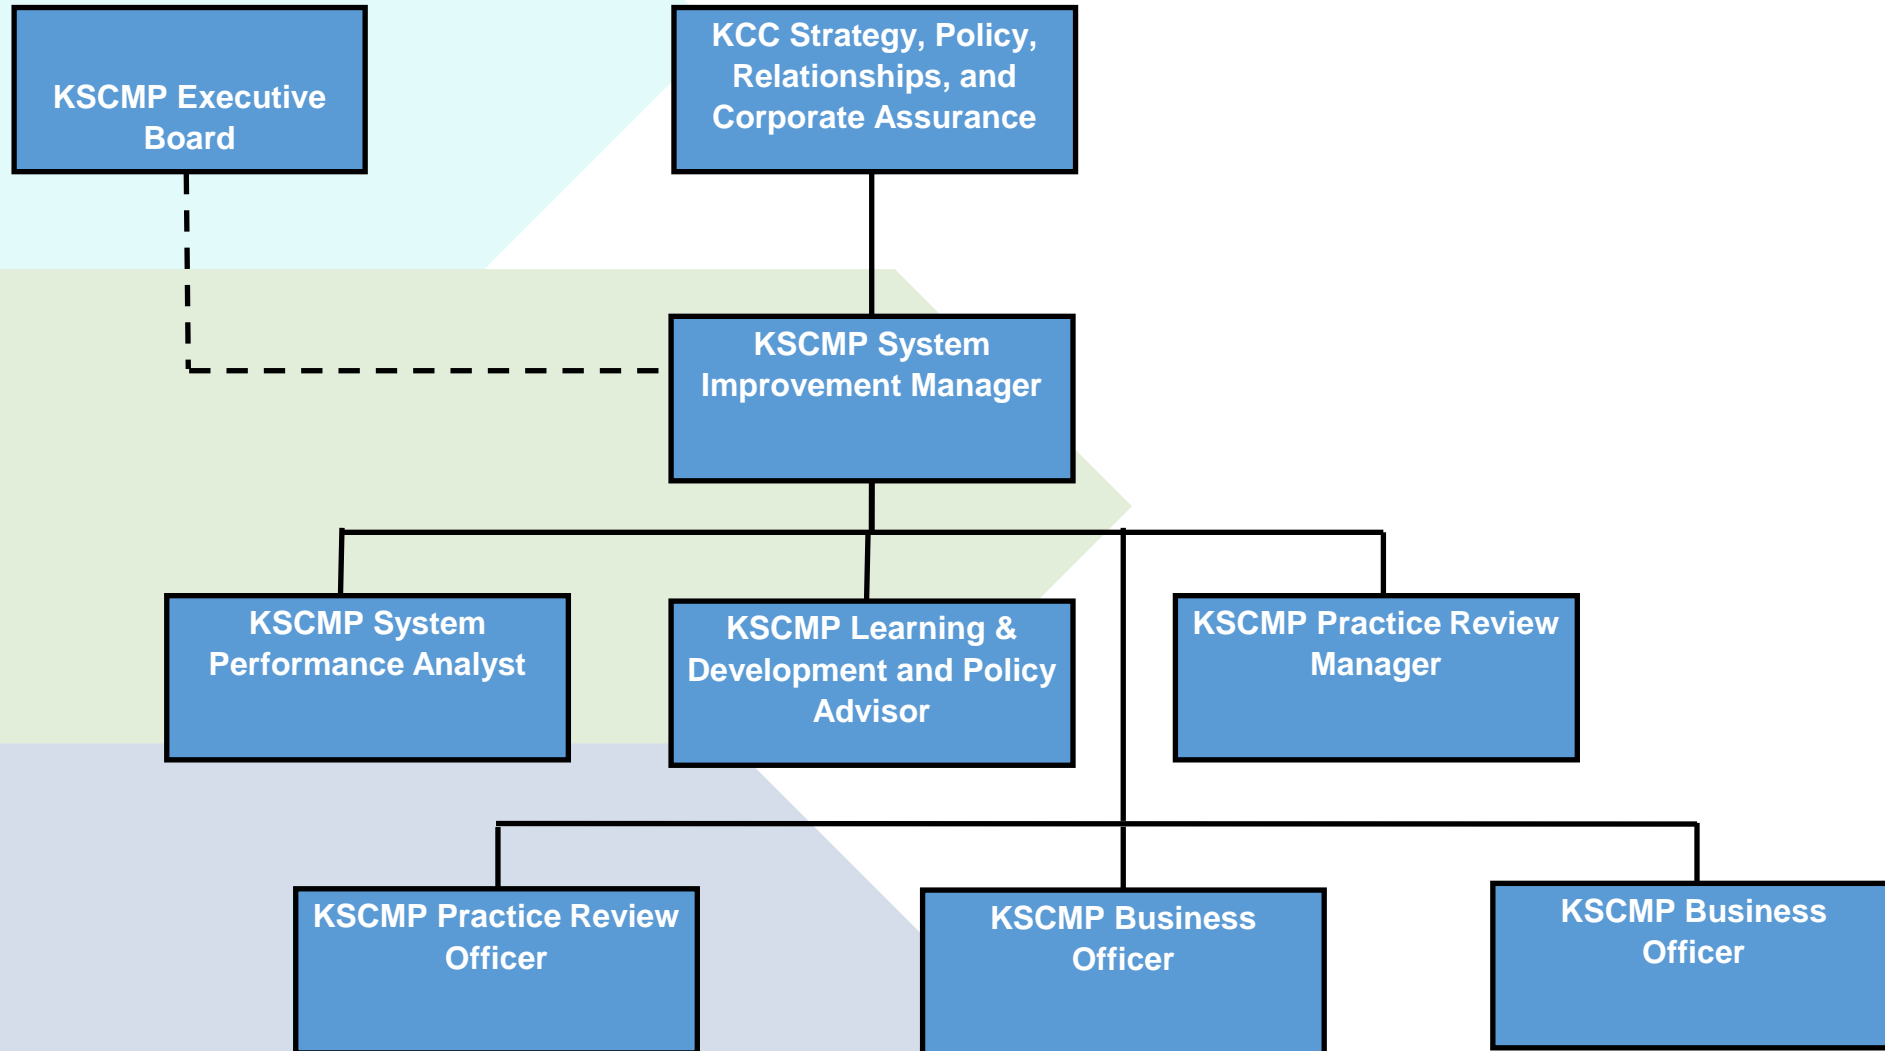 KSCMP Executive
Board
KCC Strategy, Policy,
Relationships, and
Corporate Assurance
KSCMP System
Improvement Manager
KSCMP System
Performance Analyst
KSCMP Learning &
Development and Policy
Advisor
KSCMP Practice Review
Manager
KSCMP Practice Review
Officer
KSCMP Business
Officer
KSCMP Business
Officer